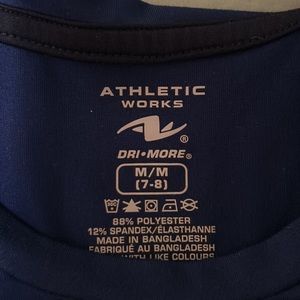 ATHLETIC
WORKS
®
DRI•MORE®
M/M
(7-8)
88% POLYESTER
12% SPANDEX/ÉLASTHANNE
MADE IN BANGLADESH
FABRIQUÉ AU BANGLADESH
WITH LIKE COLOURS